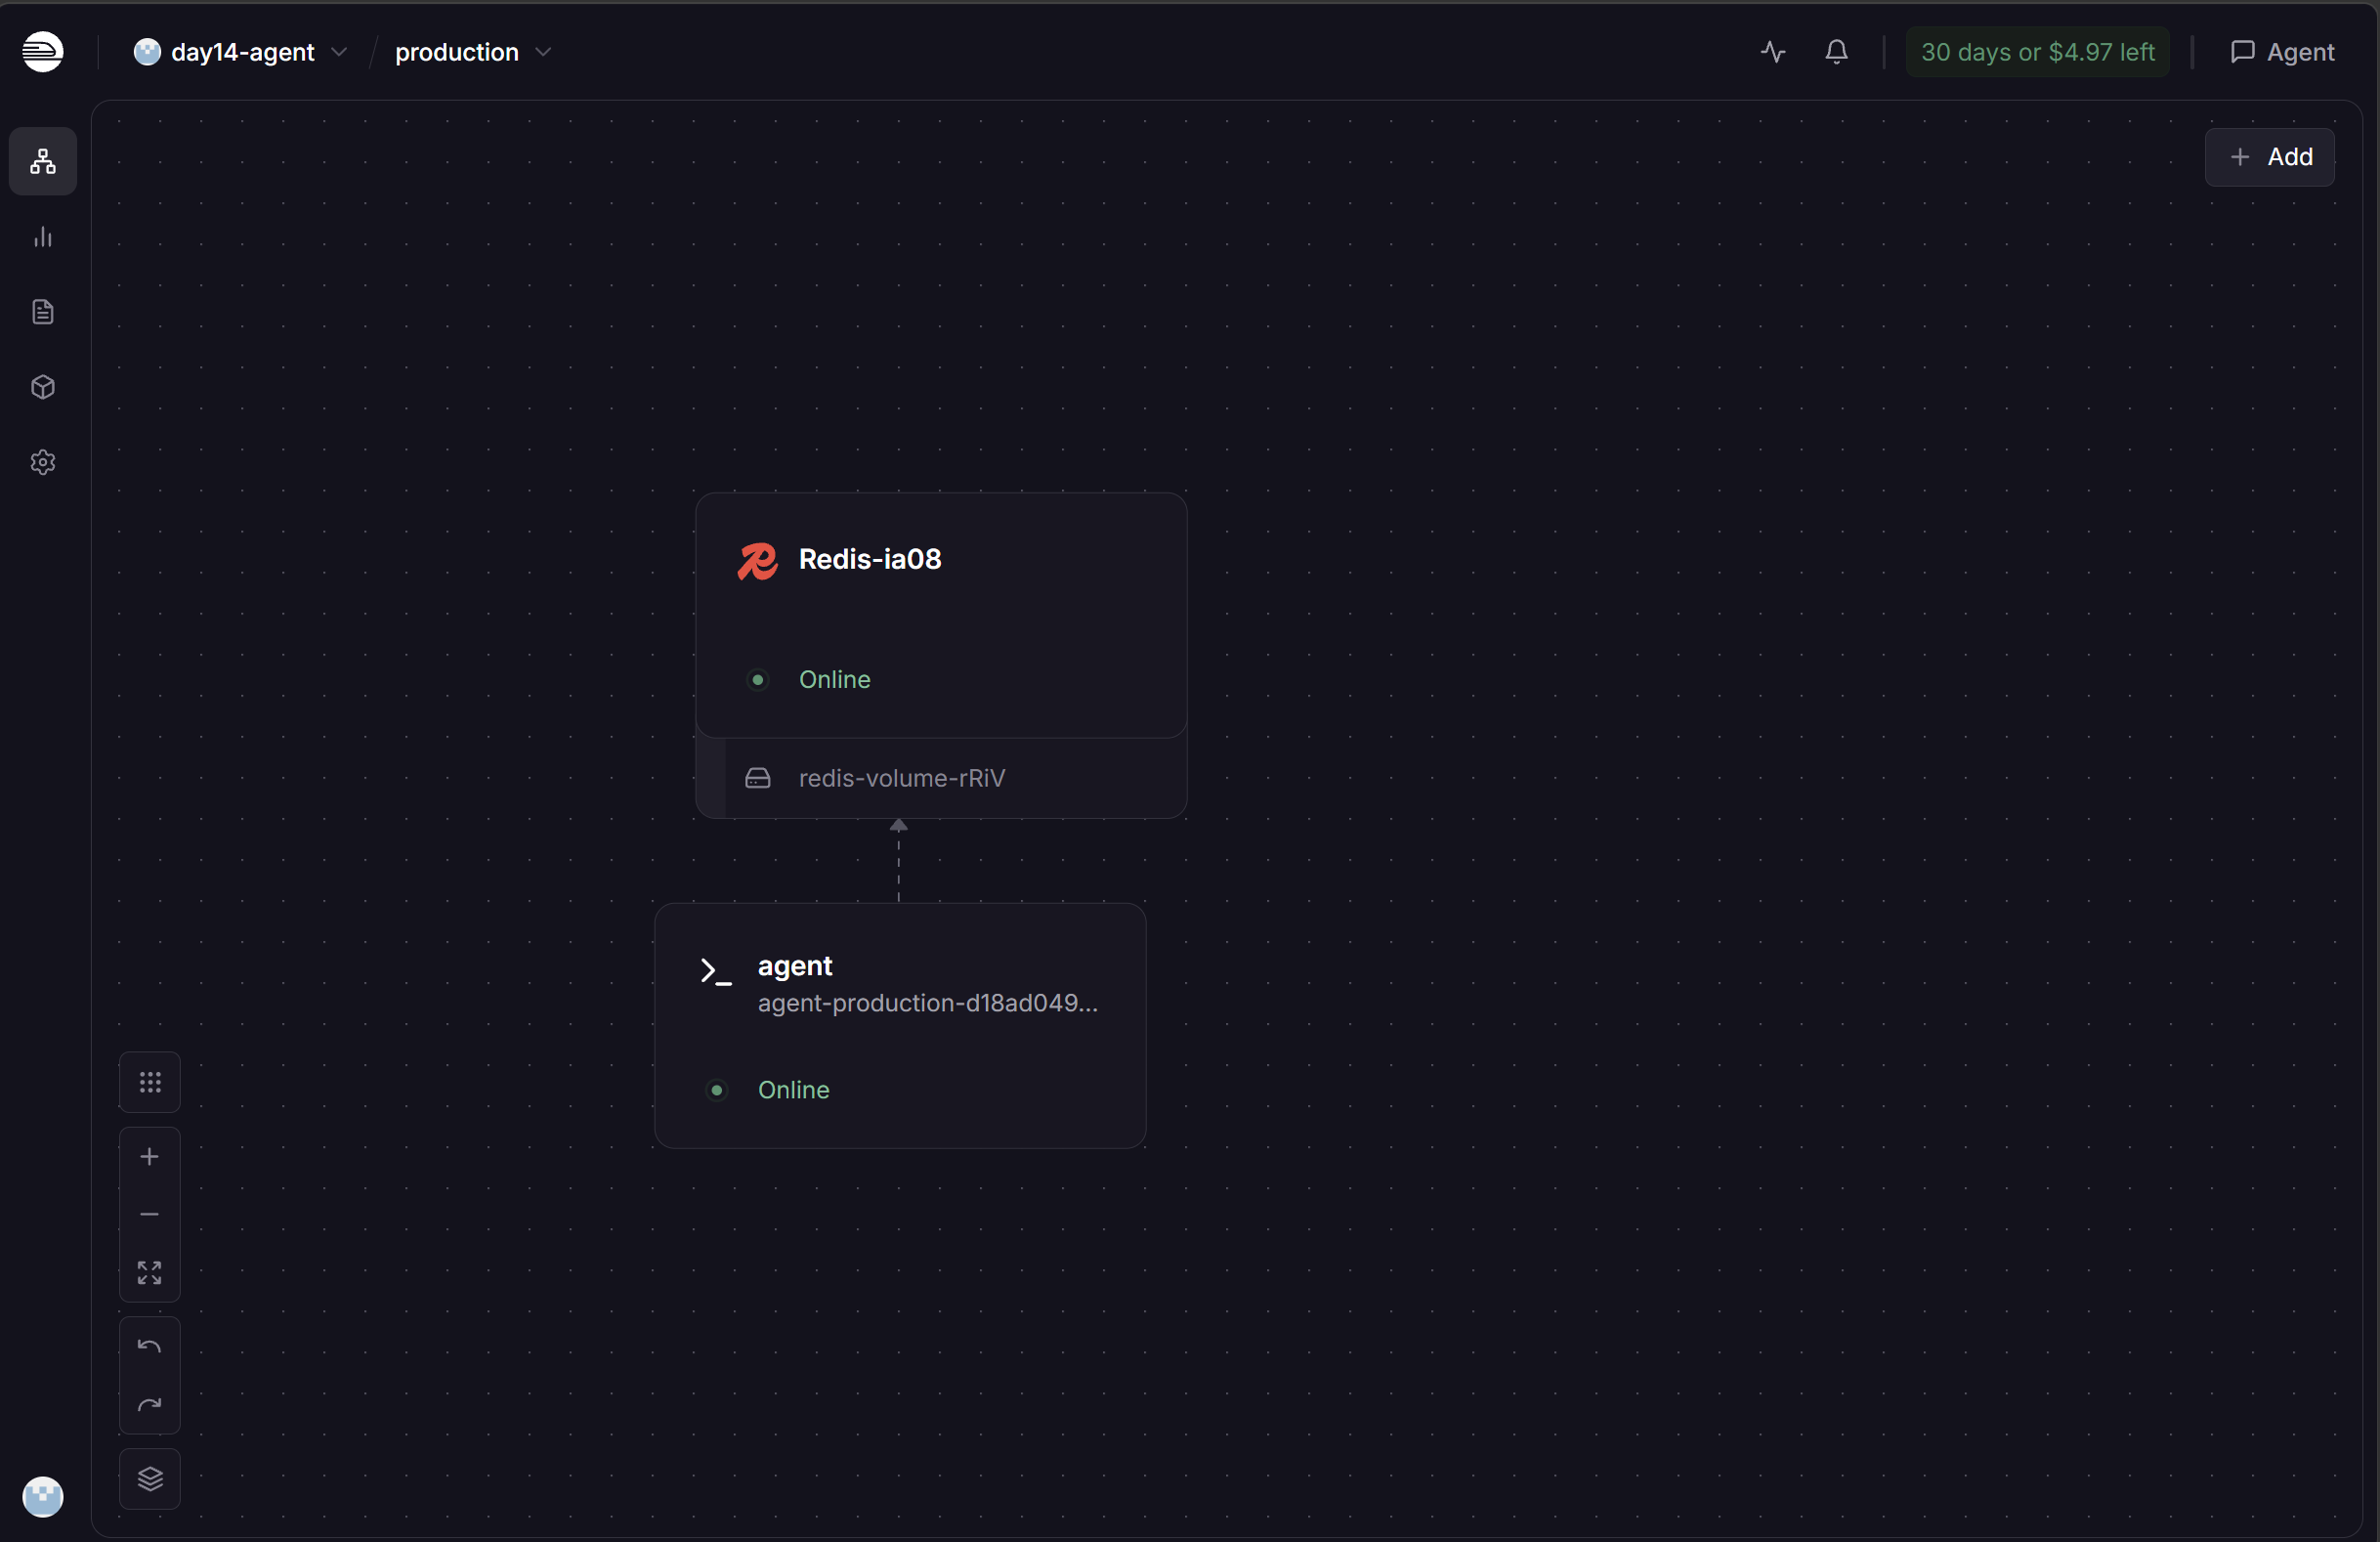 day14-agent
production
30 days or $4.97 left
Agent
Add
Redis-ia08
Online
redis-volume-rRiV
agent
agent-production-d18ad049...
Online